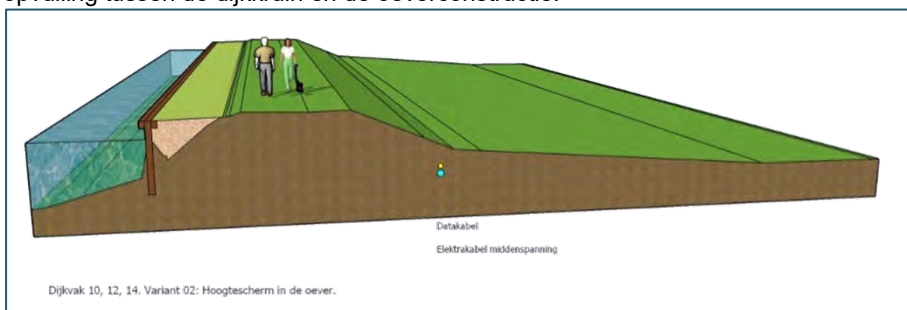 opvulling tussen de dijkkruin en de oeverconstructie.
Datakabel
Elektrakabel middenspanning
Dijkvak 10, 12, 14. Variant 02: Hoogtescherm in de oever.